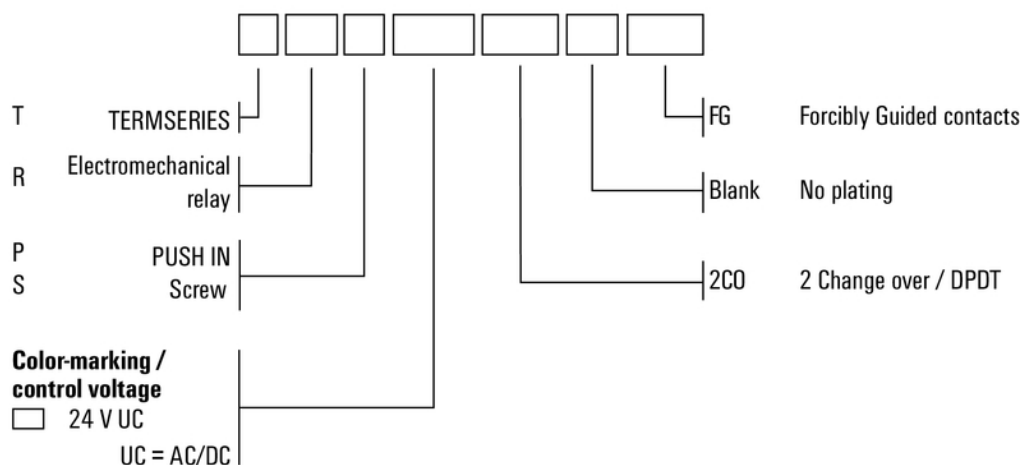 T TERMSERIES
R Electromechanical
relay
P PUSH IN
S Screw
Color-marking /
control voltage
24 V UC
UC = AC/DC
FG Forcibly Guided contacts
Blank No plating
2CO 2 Change over / DPDT